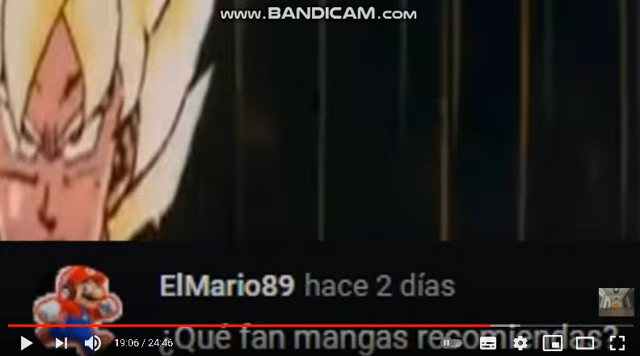 www.BANDICAM.com
ElMario89 hace 2 días
¿Qué fan mangas recomiendas?
19:06 / 24:46